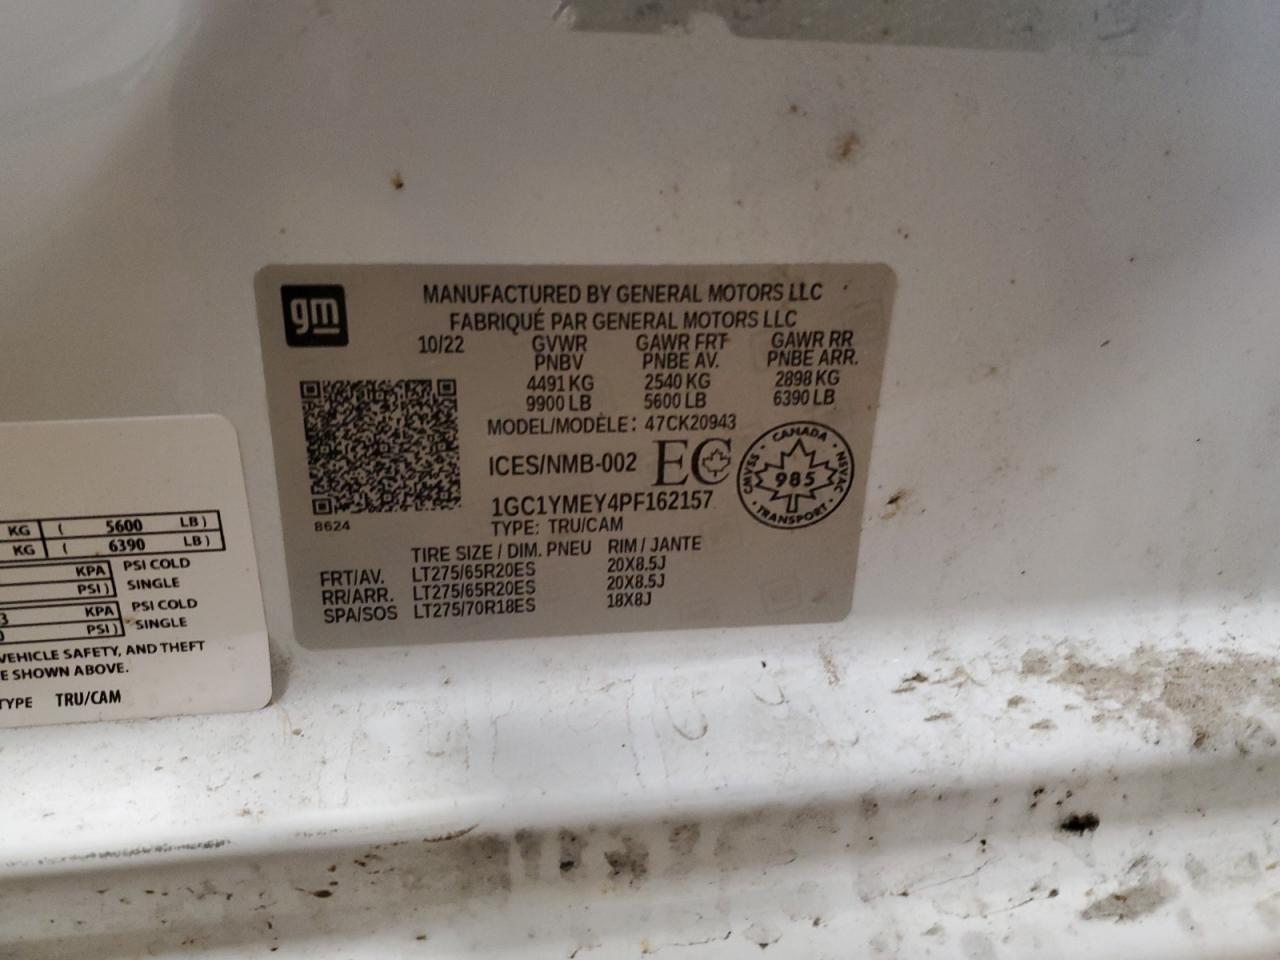 gm
MANUFACTURED BY GENERAL MOTORS LLC
FABRIQUÉ PAR GENERAL MOTORS LLC
10/22 GVWR GAWR FRT GAWR RR
PNBV PNBE AV. PNBE ARR.
4491 KG 2540 KG 2898 KG
9900 LB 5600 LB 6390 LB
MODEL/MODÈLE: 47CK20943
ICES/NMB-002 EC
CANADA
CMVSS 985 NSVAC
TRANSPORT
1GC1YMEY4PF162157
8624 TYPE: TRU/CAM
TIRE SIZE / DIM. PNEU RIM / JANTE
FRT/AV. LT275/65R20ES 20X8.5J
RR/ARR. LT275/65R20ES 20X8.5J
SPA/SOS LT275/70R18ES 18X8J
KG ( 5600 LB )
KG ( 6390 LB )
KPA PSI COLD
PSI ) SINGLE
3 KPA PSI COLD
PSI ) SINGLE
VEHICLE SAFETY, AND THEFT
SHOWN ABOVE.
TYPE TRU/CAM